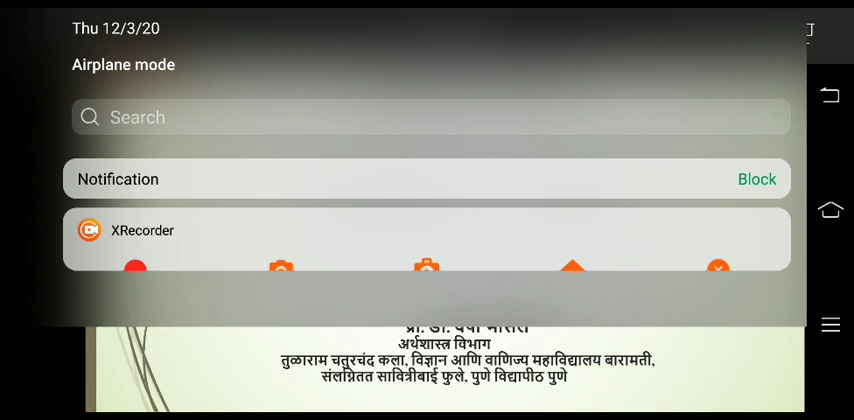 Thu 12/3/20
Airplane mode
Search
Notification
Block
XRecorder
प्रा. डॉ.
अर्थशास्त्र विभाग
तुळाराम चतुरचंद कला, विज्ञान आणि वाणिज्य महाविद्यालय बारामती,
संलग्नितत सावित्रीबाई फुले, पुणे विद्यापीठ पुणे